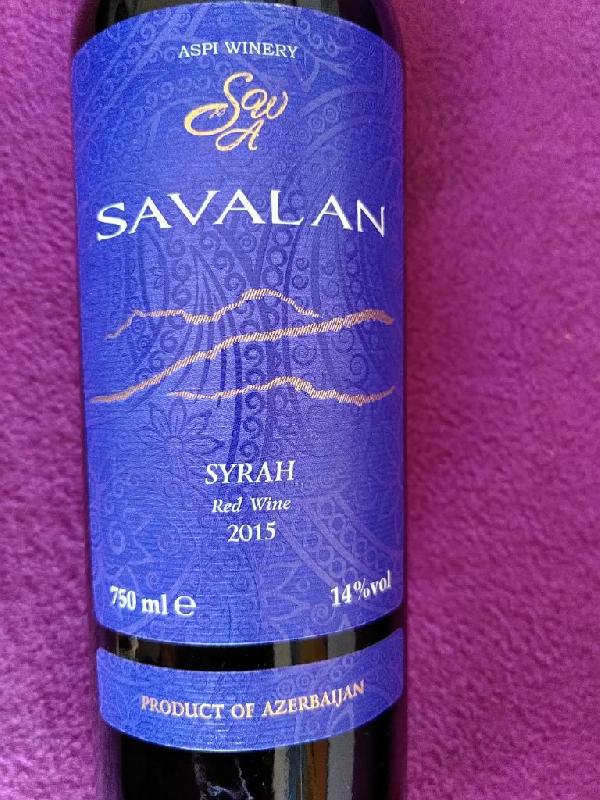 ASPI WINERY
SAVALAN
SYRAH
Red Wine
2015
750 ml e 14%vol
PRODUCT OF AZERBAIJAN